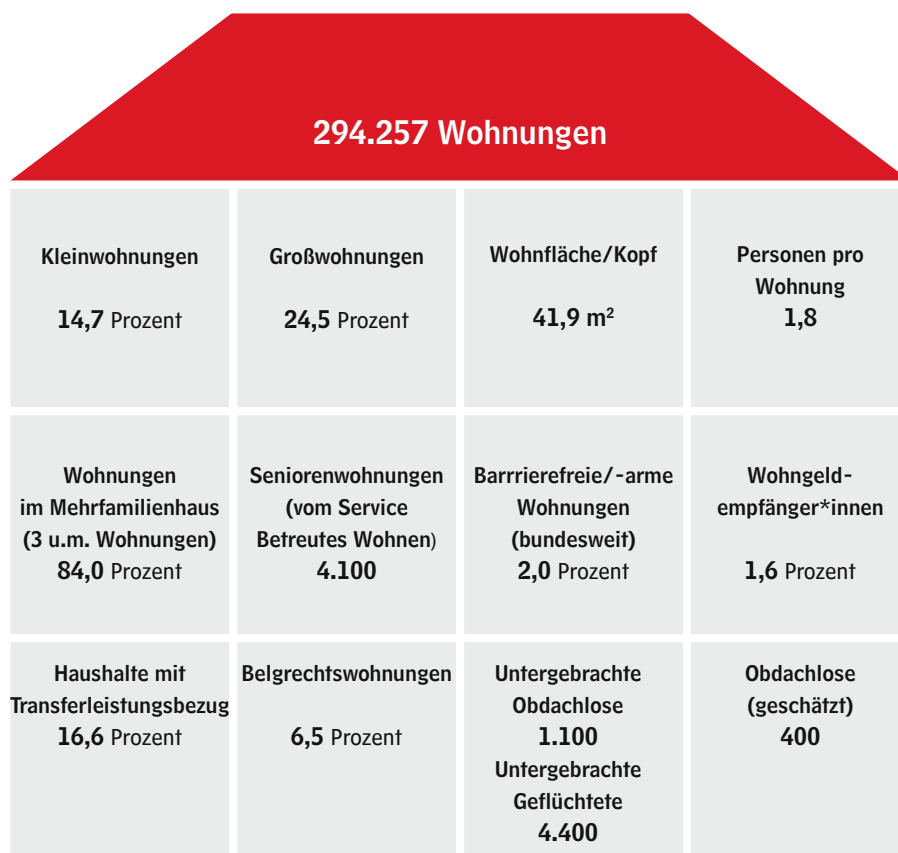 294.257 Wohnungen
Kleinwohnungen
14,7 Prozent
Großwohnungen
24,5 Prozent
Wohnfläche/Kopf
41,9 m²
Personen pro
Wohnung
1,8
Wohnungen
im Mehrfamilienhaus
(3 u.m. Wohnungen)
84,0 Prozent
Seniorenwohnungen
(vom Service
Betreutes Wohnen)
4.100
Barrrierefreie/-arme
Wohnungen
(bundesweit)
2,0 Prozent
Wohngeld-
empfänger*innen
1,6 Prozent
Haushalte mit
Transferleistungsbezug
16,6 Prozent
Belgrechtswohnungen
6,5 Prozent
Untergebrachte
Obdachlose
1.100
Untergebrachte
Geflüchtete
4.400
Obdachlose
(geschätzt)
400